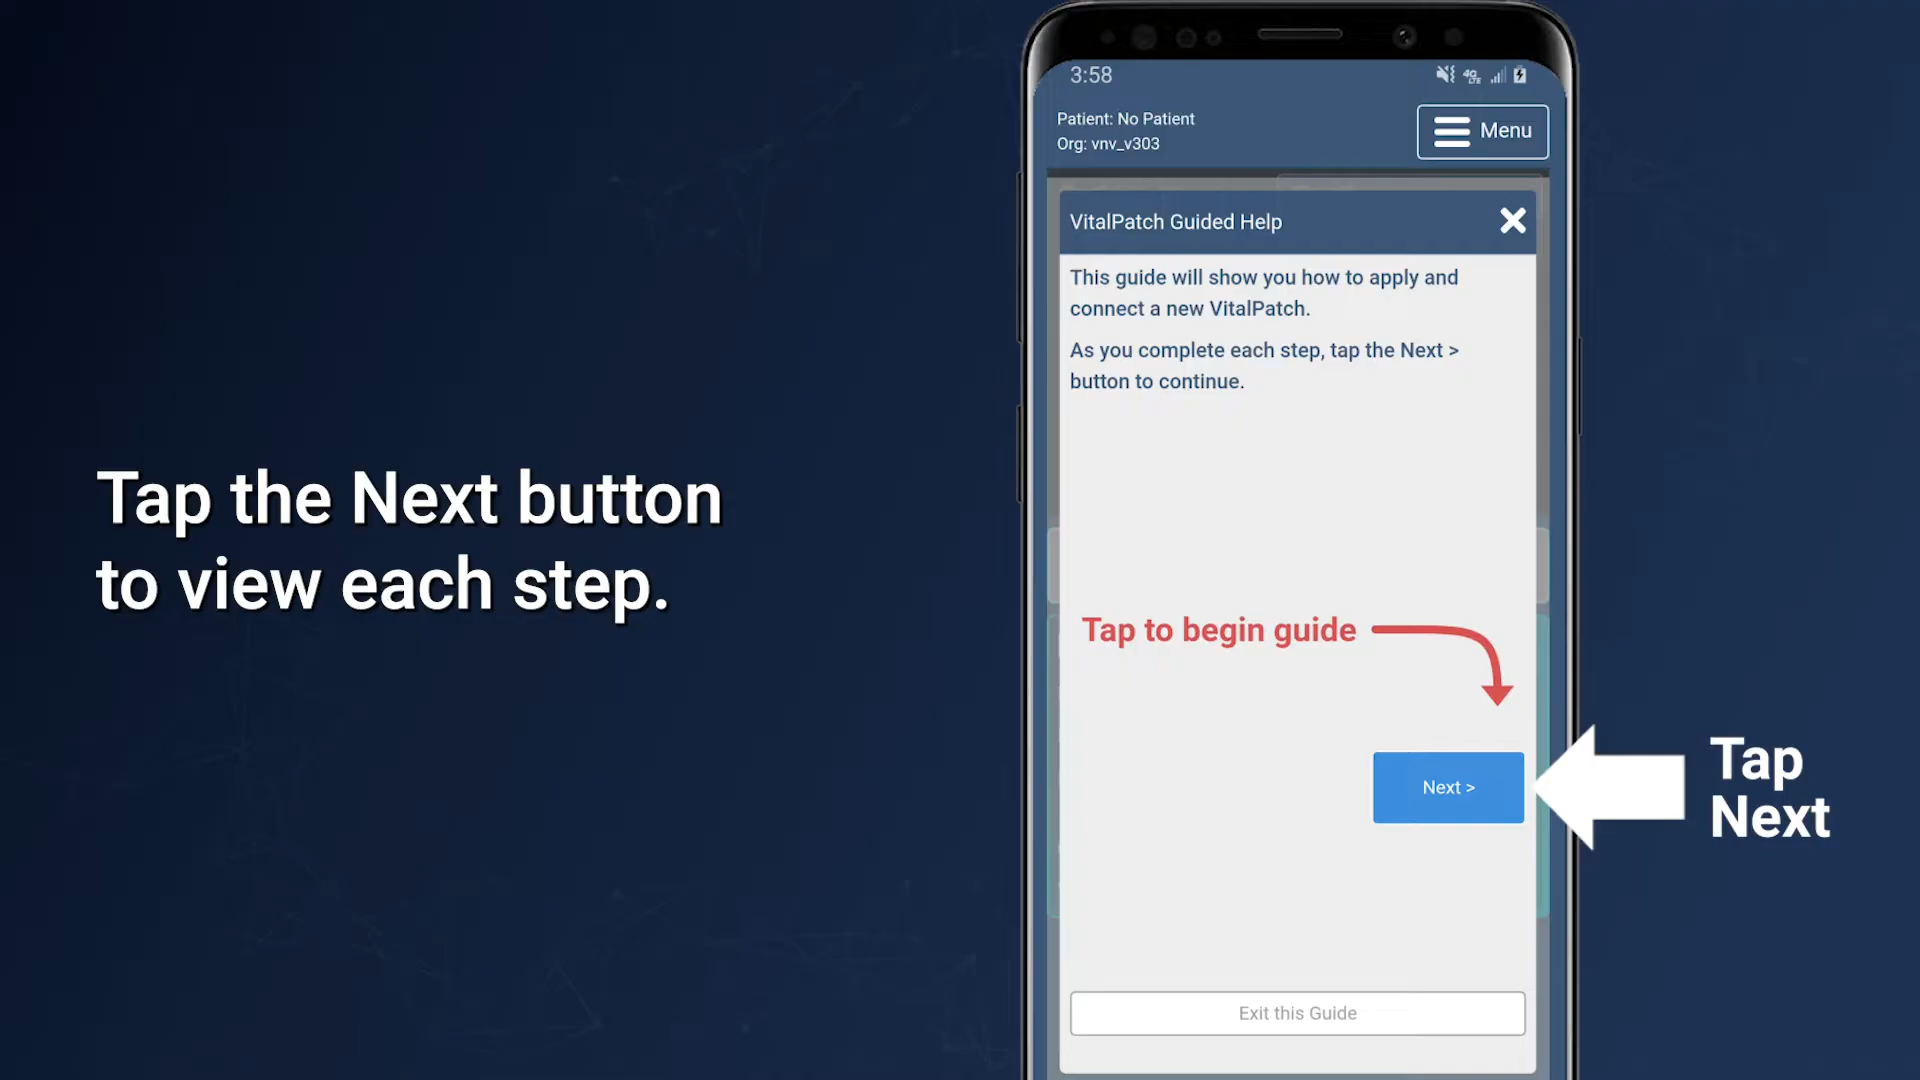 Tap the Next button
to view each step.
3:58
4G
LTE
Patient: No Patient
Org: vnv_v303
Menu
VitalPatch Guided Help
This guide will show you how to apply and
connect a new VitalPatch.
As you complete each step, tap the Next >
button to continue.
Tap to begin guide
Next >
Tap
Next
Exit this Guide